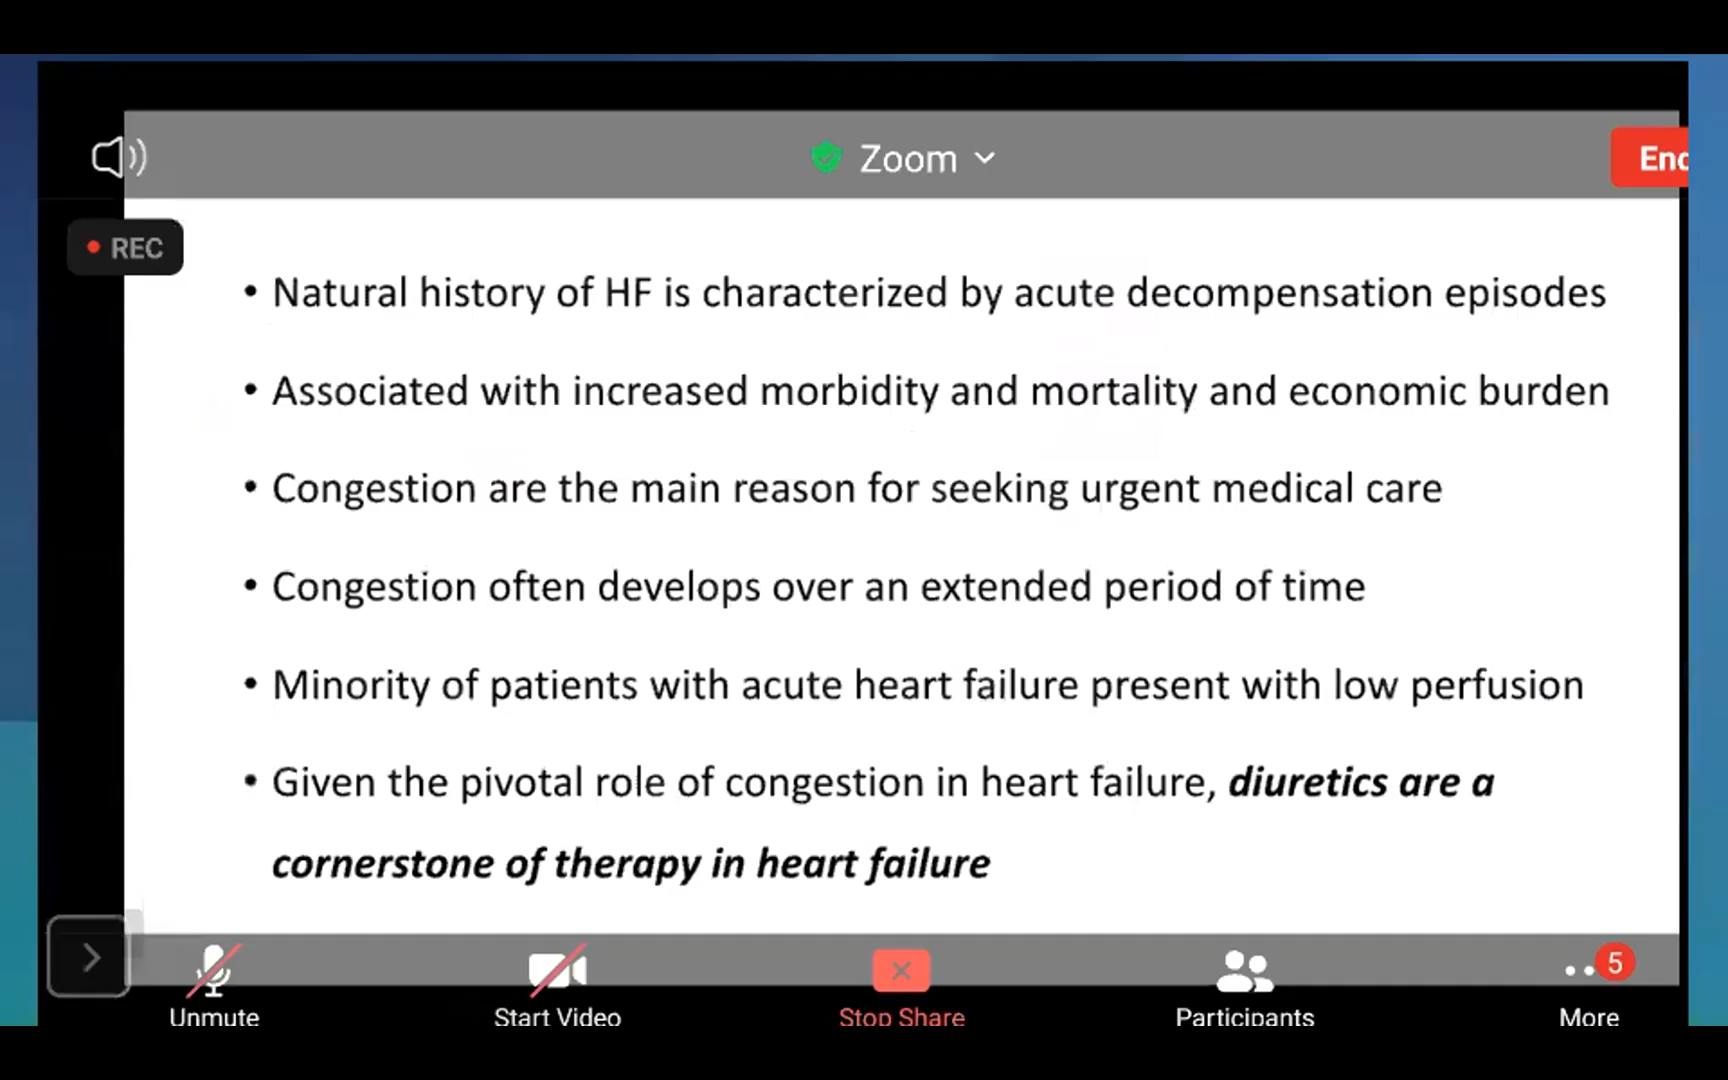 Zoom
REC
• Natural history of HF is characterized by acute decompensation episodes
• Associated with increased morbidity and mortality and economic burden
• Congestion are the main reason for seeking urgent medical care
• Congestion often develops over an extended period of time
• Minority of patients with acute heart failure present with low perfusion
• Given the pivotal role of congestion in heart failure, diuretics are a
cornerstone of therapy in heart failure
Unmute
Start Video
Stop Share
Participants
5
More